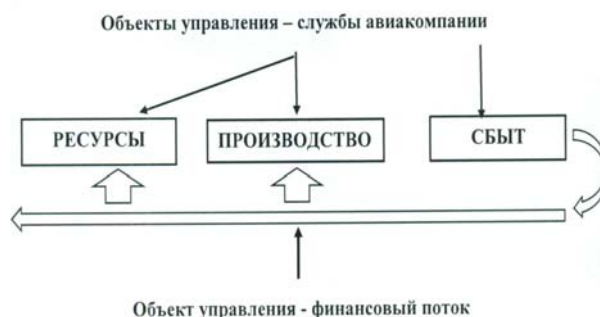 Объекты управления – службы авиакомпании
РЕСУРСЫ
ПРОИЗВОДСТВО
СБЫТ
Объект управления - финансовый поток